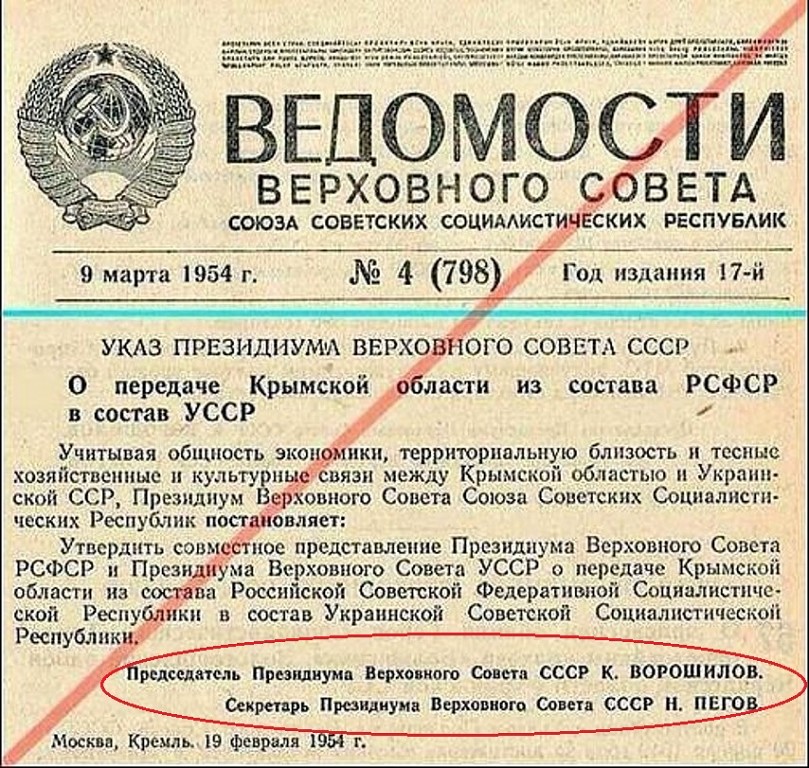 ВЕДОМОСТИ
ВЕРХОВНОГО СОВЕТА
СОЮЗА СОВЕТСКИХ СОЦИАЛИСТИЧЕСКИХ РЕСПУБЛИК
9 марта 1954 г. № 4 (798) Год издания 17-й
УКАЗ ПРЕЗИДИУМА ВЕРХОВНОГО СОВЕТА СССР
О передаче Крымской области из состава РСФСР
в состав УССР
Учитывая общность экономики, территориальную близость и тесные
хозяйственные и культурные связи между Крымской областью и Украин-
ской ССР, Президиум Верховного Совета Союза Советских Социалисти-
ческих Республик постановляет:
Утвердить совместное представление Президиума Верховного Совета
РСФСР и Президиума Верховного Совета УССР о передаче Крымской
области из состава Российской Советской Федеративной Социалистиче-
ской Республики в состав Украинской Советской Социалистической
Республики.
Председатель Президиума Верховного Совета СССР К. ВОРОШИЛОВ.
Секретарь Президиума Верховного Совета СССР Н. ПЕГОВ.
Москва, Кремль. 19 февраля 1954 г.